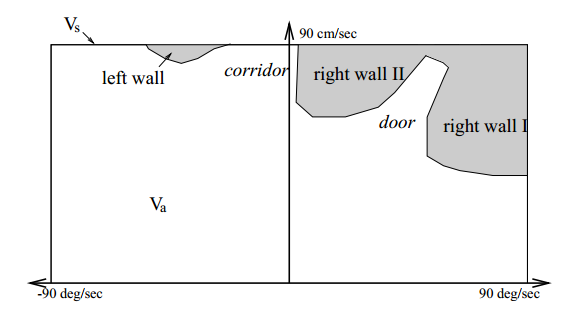 Vs
90 cm/sec
left wall
corridor
right wall II
door
right wall I
Va
-90 deg/sec
90 deg/sec